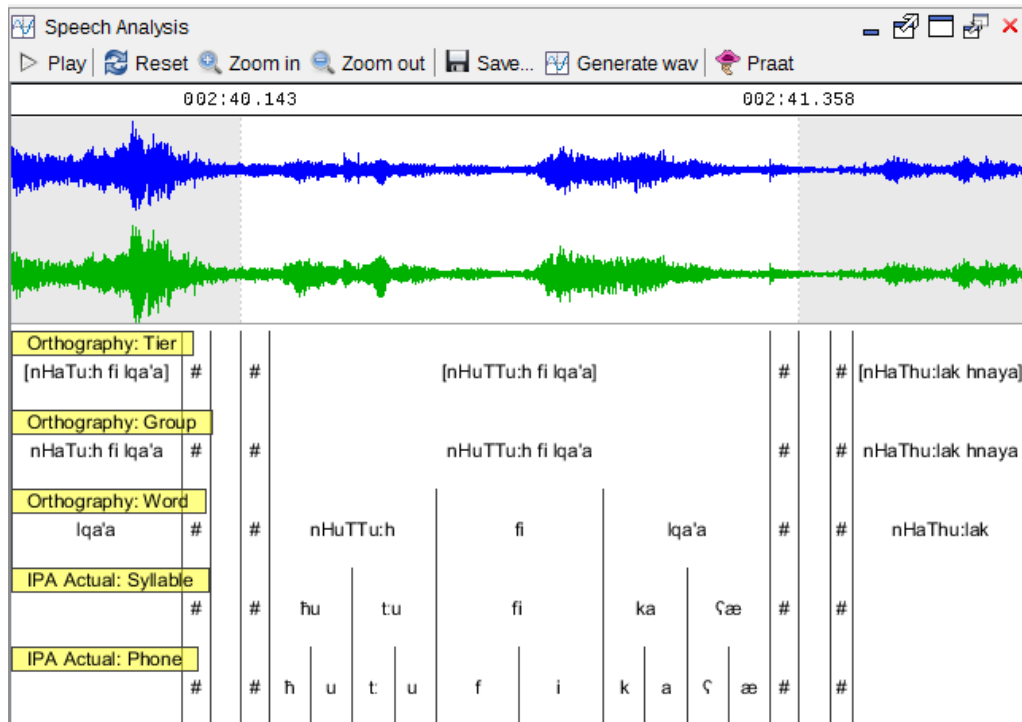 Speech Analysis
Play Reset Zoom in Zoom out Save... Generate wav Praat
002:40.143 002:41.358
Orthography: Tier
[nHaTu:h fi lqa'a] # # [nHuTTu:h fi lqa'a] # # [nHaThu:lak hnaya]
Orthography: Group
nHaTu:h fi lqa'a # # nHuTTu:h fi lqa'a # # nHaThu:lak hnaya
Orthography: Word
lqa'a # # nHuTTu:h fi lqa'a # # nHaThu:lak
IPA Actual: Syllable
# # ħu tːu fi ka ʕæ # #
IPA Actual: Phone
# # ħ u tː u f i k a ʕ æ # #